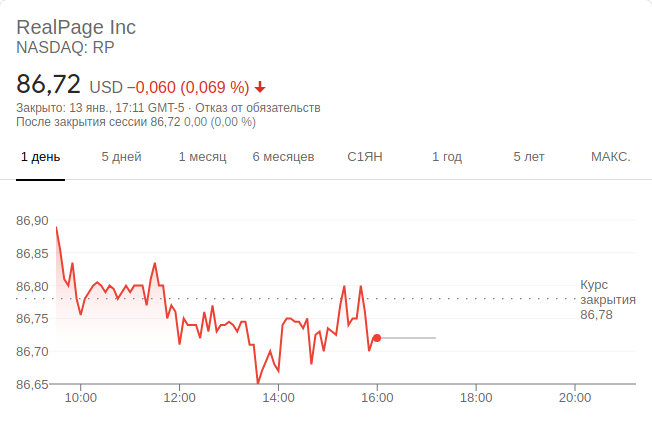 RealPage Inc
NASDAQ: RP
86,72 USD −0,060 (0,069 %)
Закрыто: 13 янв., 17:11 GMT-5 · Отказ от обязательств
После закрытия сессии 86,72 0,00 (0,00 %)
1 день 5 дней 1 месяц 6 месяцев С1ЯН 1 год 5 лет МАКС.
86,90
86,85
86,80
86,75
86,70
86,65
Курс
закрытия
86,78
10:00 12:00 14:00 16:00 18:00 20:00